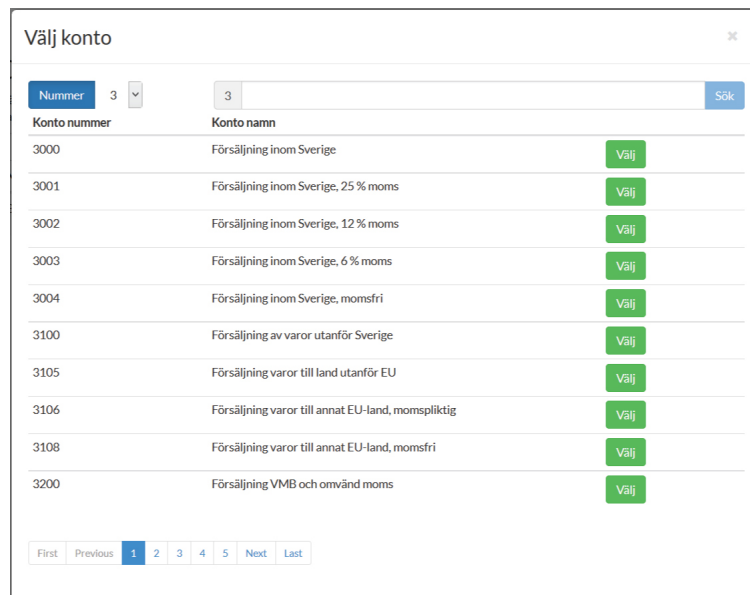 Välj konto
×
Nummer 3 3 Sök
Konto nummer Konto namn
3000 Försäljning inom Sverige Välj
3001 Försäljning inom Sverige, 25 % moms Välj
3002 Försäljning inom Sverige, 12 % moms Välj
3003 Försäljning inom Sverige, 6 % moms Välj
3004 Försäljning inom Sverige, momsfri Välj
3100 Försäljning av varor utanför Sverige Välj
3105 Försäljning varor till land utanför EU Välj
3106 Försäljning varor till annat EU-land, momspliktig Välj
3108 Försäljning varor till annat EU-land, momsfri Välj
3200 Försäljning VMB och omvänd moms Välj
First Previous 1 2 3 4 5 Next Last